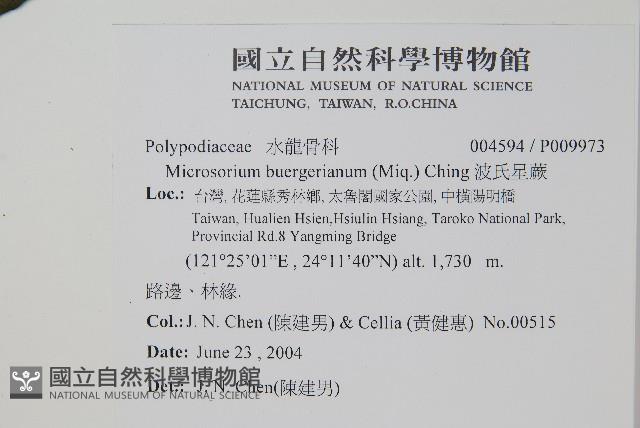 國立自然科學博物館
NATIONAL MUSEUM OF NATURAL SCIENCE
TAICHUNG, TAIWAN, R.O.CHINA
Polypodiaceae 水龍骨科 004594 / P009973
Microsorium buergerianum (Miq.) Ching 波氏星蕨
Loc.: 台灣, 花蓮縣秀林鄉, 太魯閣國家公園, 中橫湯明橋
Taiwan, Hualien Hsien,Hsiulin Hsiang, Taroko National Park,
Provincial Rd.8 Yangming Bridge
(121°25’01”E , 24°11’40”N) alt. 1,730 m.
路邊、林緣.
Col.:J. N. Chen (陳建男) & Cellia (黃健惠) No.00515
Date: June 23 , 2004
Det.: J. N. Chen(陳建男)
國立自然科學博物館
NATIONAL MUSEUM OF NATURAL SCIENCE